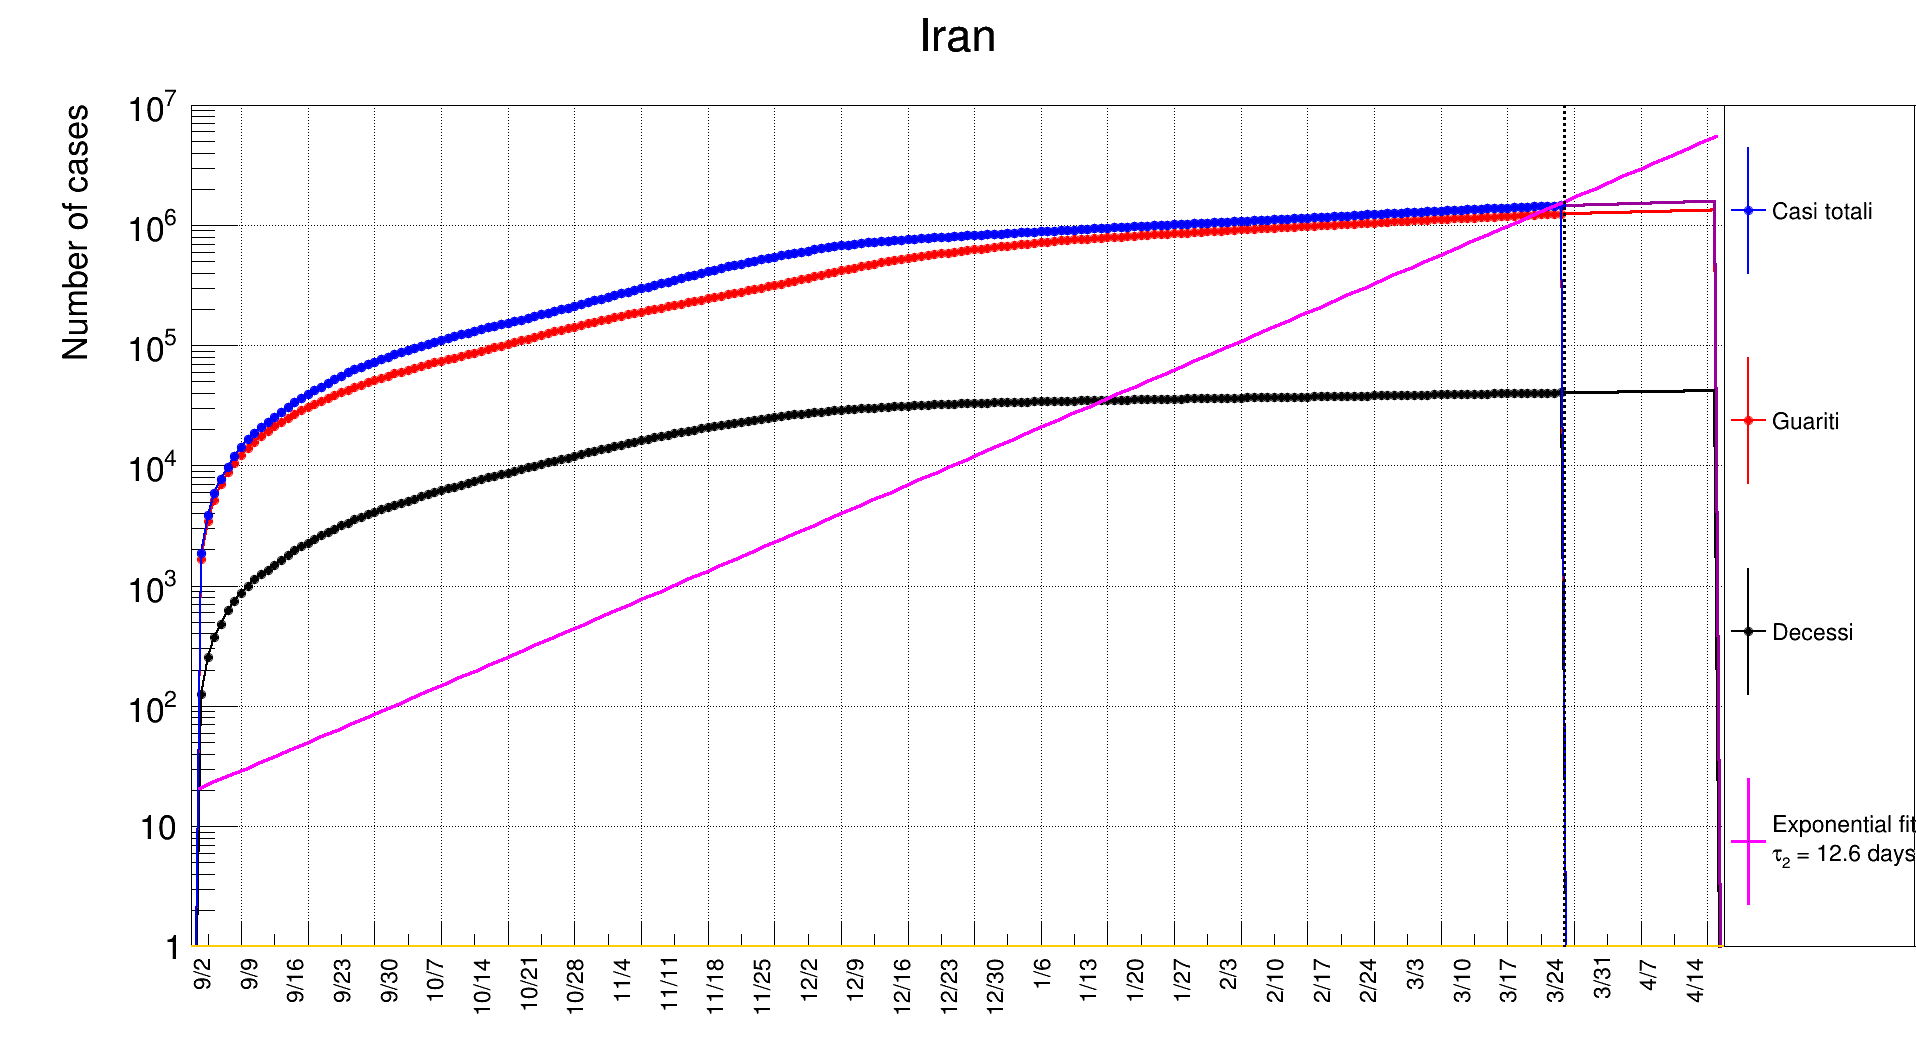 Iran
Number of cases
10^7
10^6
10^5
10^4
10^3
10^2
10
1
9/2 9/9 9/16 9/23 9/30 10/7 10/14 10/21 10/28 11/4 11/11 11/18 11/25 12/2 12/9 12/16 12/23 12/30 1/6 1/13 1/20 1/27 2/3 2/10 2/17 2/24 3/3 3/10 3/17 3/24 3/31 4/7 4/14
Casi totali
Guariti
Decessi
Exponential fit
τ₂ = 12.6 days